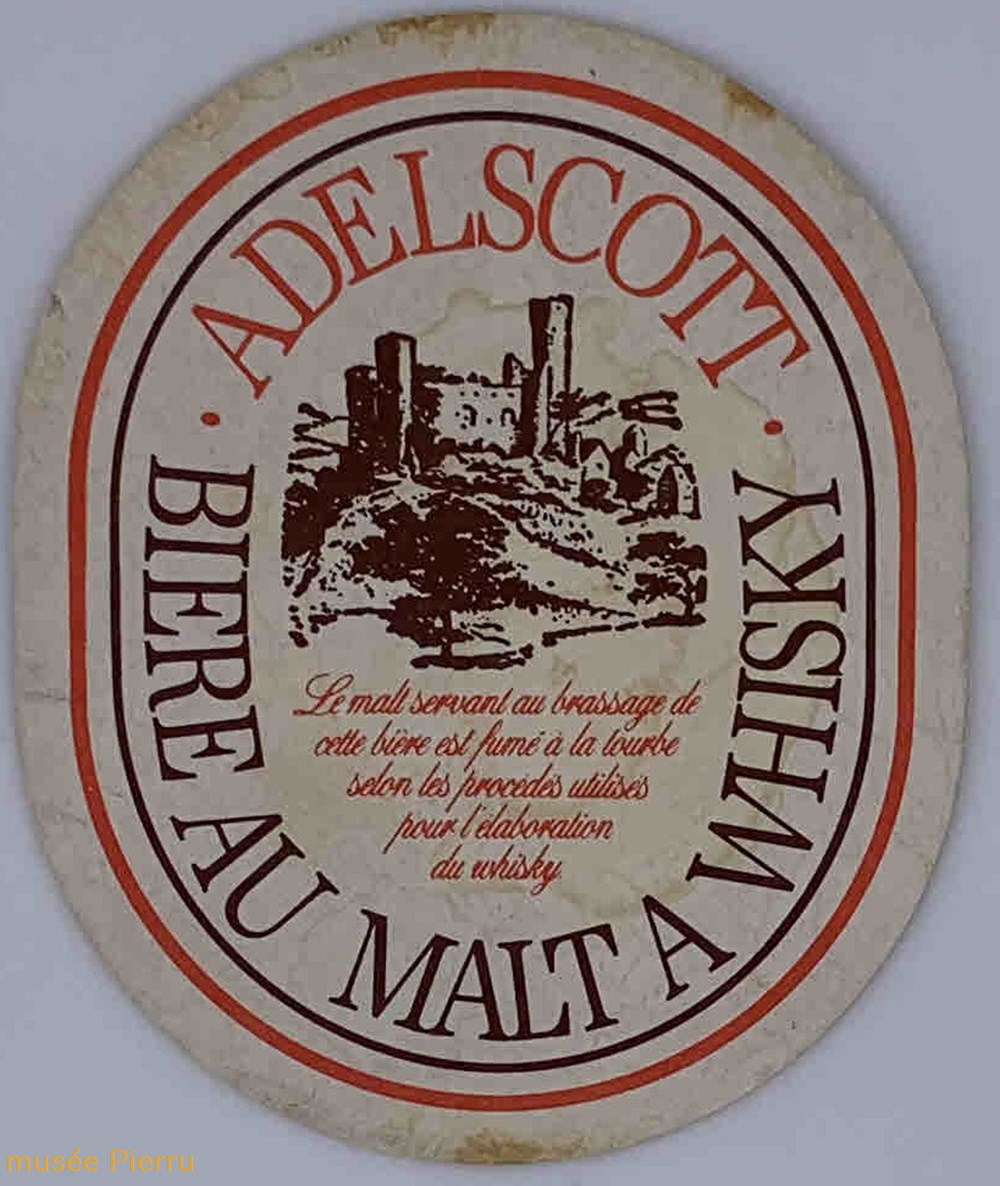 ADELSCOTT
Le malt servant au brassage de
cette bière est fumé à la tourbe
selon les procédés utilisés
pour l'élaboration
du whisky.
BIERE AU MALT A WHISKY
musée Pierru